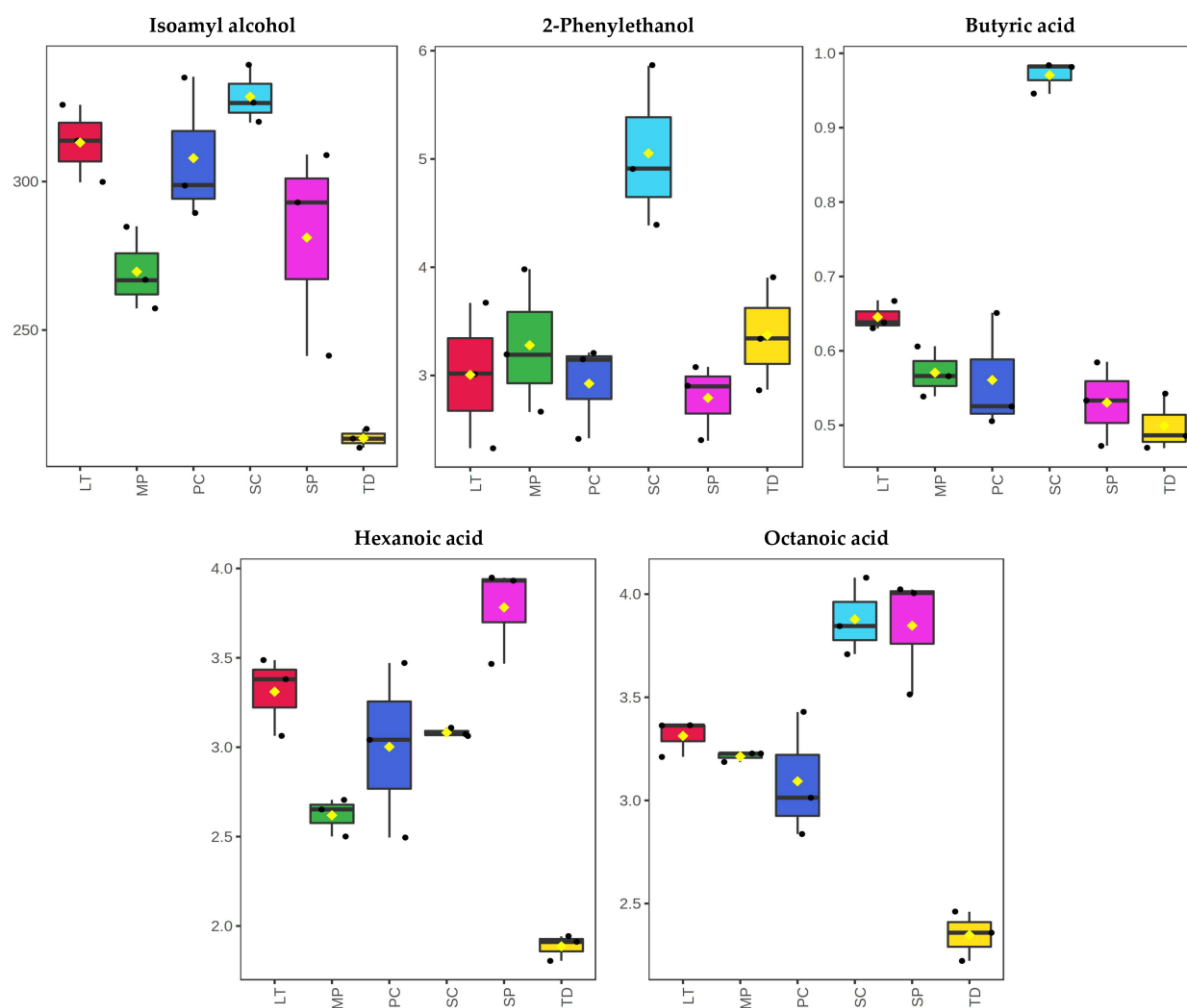 Isoamyl alcohol
300
250
LT MP PC SC SP TD
2-Phenylethanol
6
5
4
3
LT MP PC SC SP TD
Butyric acid
1.0
0.9
0.8
0.7
0.6
0.5
LT MP PC SC SP TD
Hexanoic acid
4.0
3.5
3.0
2.5
2.0
LT MP PC SC SP TD
Octanoic acid
4.0
3.5
3.0
2.5
LT MP PC SC SP TD